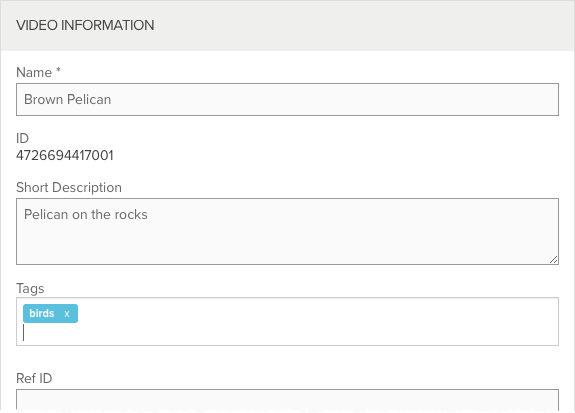 VIDEO INFORMATION
Name *
Brown Pelican
ID
4726694417001
Short Description
Pelican on the rocks
Tags
birds x
Ref ID